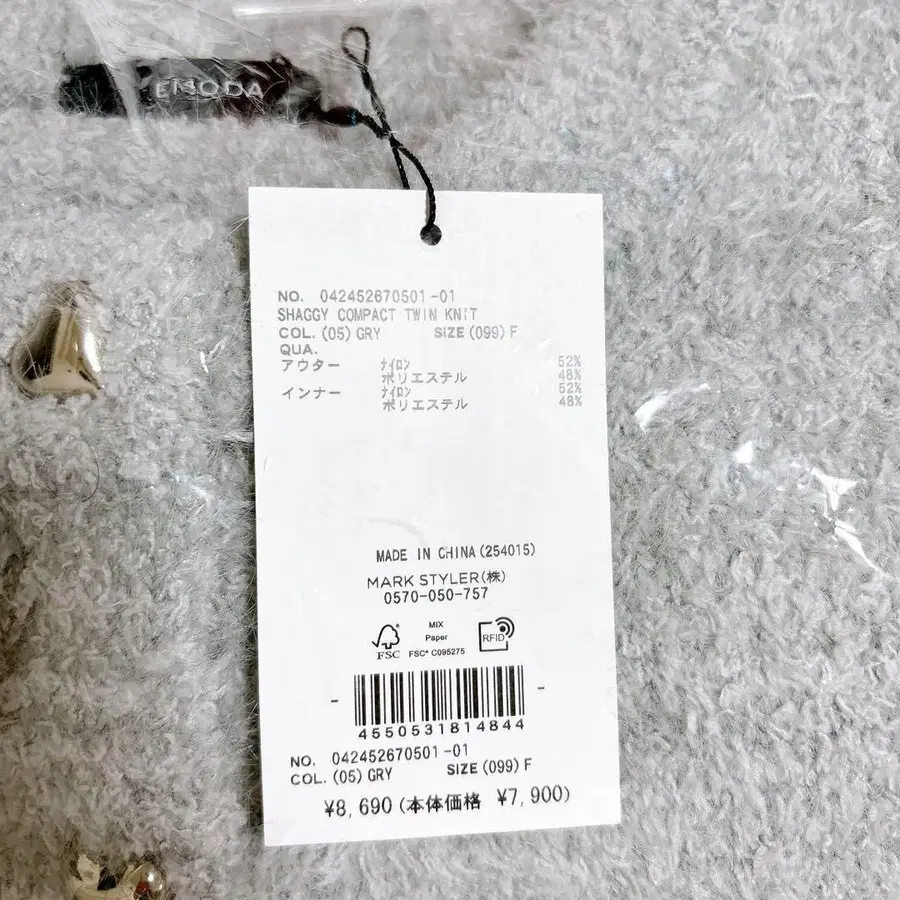 EMODA
NO. 042452670501-01
SHAGGY COMPACT TWIN KNIT
COL.(05)GRY SIZE(099)F
QUA.
アウター ﾅｲﾛﾝ 52%
ポリエステル 48%
インナー ﾅｲﾛﾝ 52%
ポリエステル 48%
MADE IN CHINA(254015)
MARK STYLER(株)
0570-050-757
FSC
MIX
Paper
FSC® C095275
RFID
4550531814844
NO. 042452670501-01
COL.(05)GRY SIZE(099)F
¥8,690(本体価格 ¥7,900)